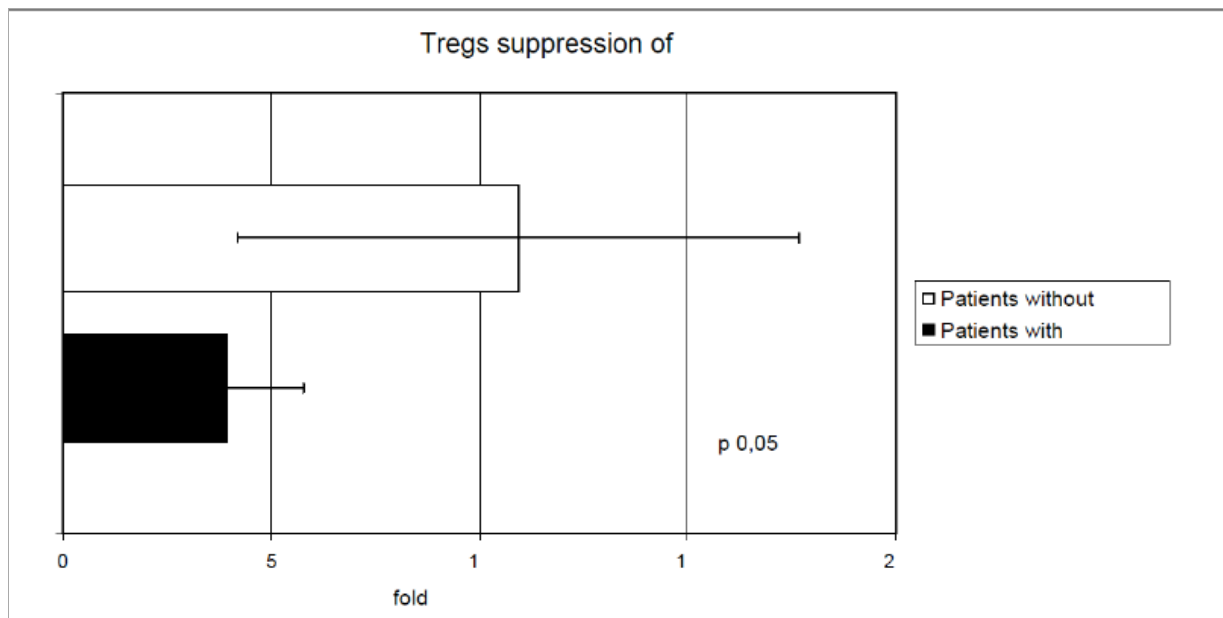 Tregs suppression of
Patients without
Patients with
p 0,05
0 5 1 1 2
fold